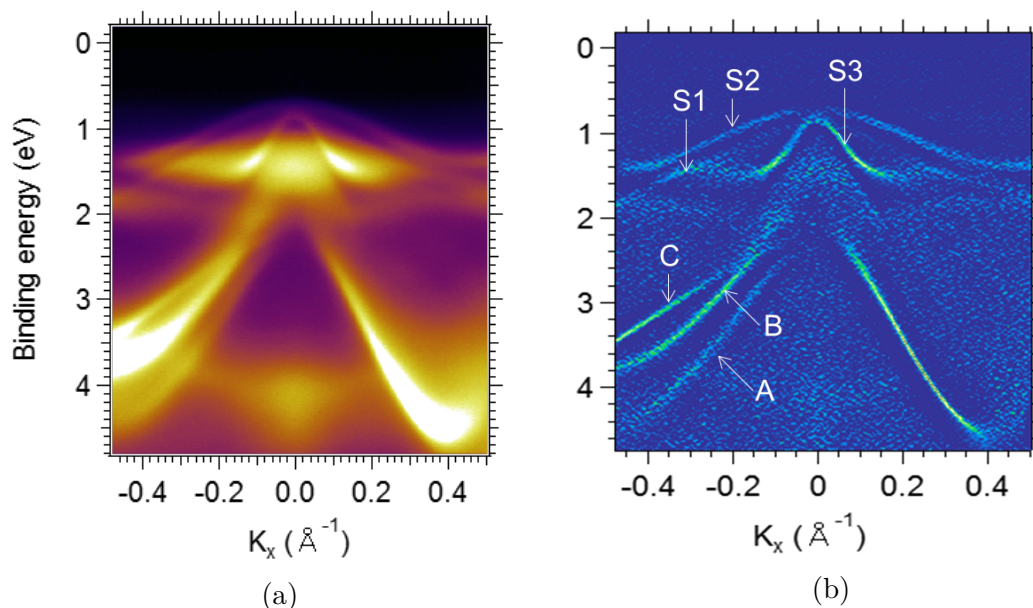 0
1
2
3
4
Binding energy (eV)
-0.4 -0.2 0.0 0.2 0.4
Kx ( Å-1)
(a)
0
1
2
3
4
S1
S2
S3
C
B
A
-0.4 -0.2 0 0.2 0.4
Kx ( Å-1)
(b)